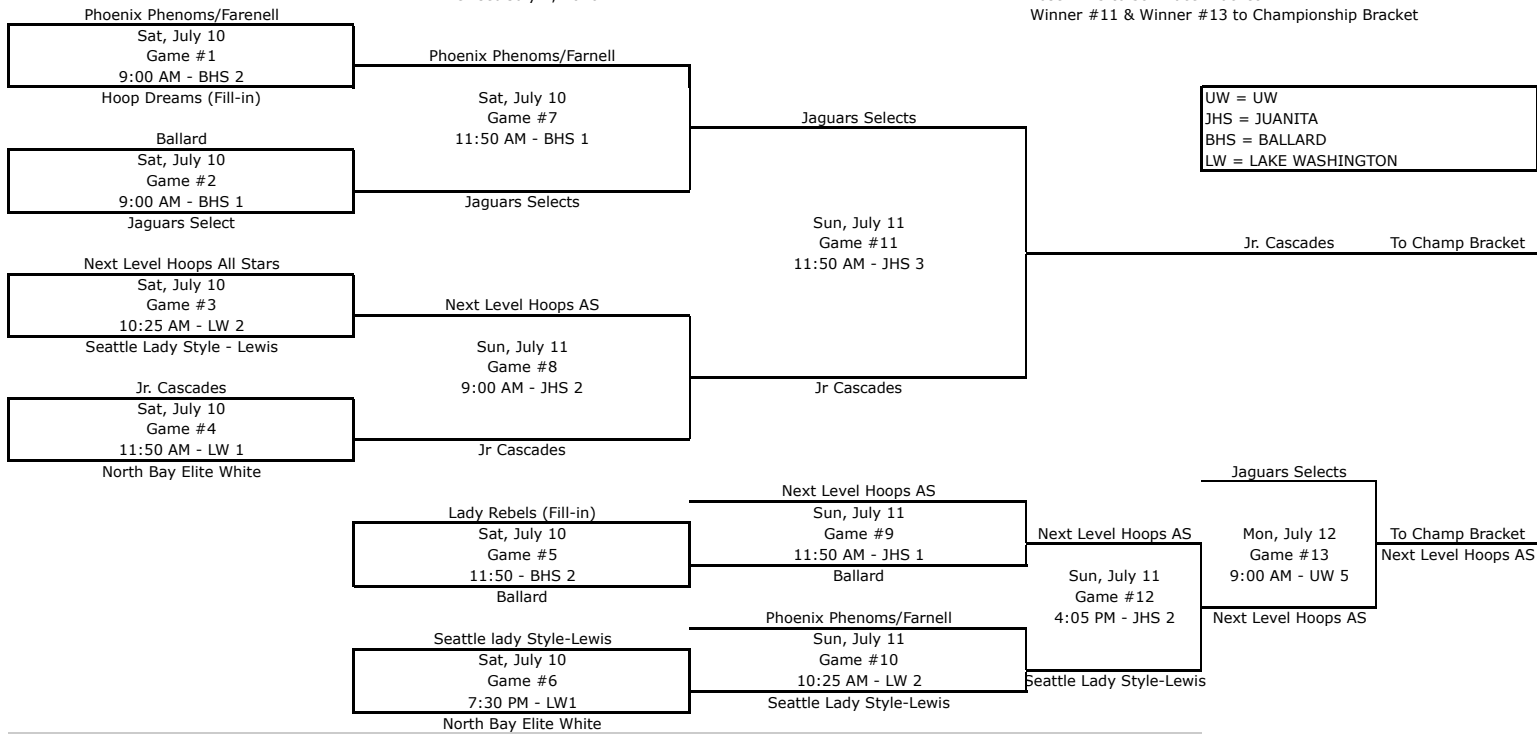 Winner #11 & Winner #13 to Championship Bracket
Phoenix Phenoms/Farenell
Sat, July 10
Game #1
9:00 AM - BHS 2
Hoop Dreams (Fill-in)
Ballard
Sat, July 10
Game #2
9:00 AM - BHS 1
Jaguars Select
Next Level Hoops All Stars
Sat, July 10
Game #3
10:25 AM - LW 2
Seattle Lady Style - Lewis
Jr. Cascades
Sat, July 10
Game #4
11:50 AM - LW 1
North Bay Elite White
Phoenix Phenoms/Farnell
Sat, July 10
Game #7
11:50 AM - BHS 1
Jaguars Selects
Next Level Hoops AS
Sun, July 11
Game #8
9:00 AM - JHS 2
Jr Cascades
Lady Rebels (Fill-in)
Sat, July 10
Game #5
11:50 - BHS 2
Ballard
Seattle lady Style-Lewis
Sat, July 10
Game #6
7:30 PM - LW1
North Bay Elite White
Jaguars Selects
Sun, July 11
Game #11
11:50 AM - JHS 3
Jr Cascades
Next Level Hoops AS
Sun, July 11
Game #9
11:50 AM - JHS 1
Ballard
Phoenix Phenoms/Farnell
Sun, July 11
Game #10
10:25 AM - LW 2
Seattle Lady Style-Lewis
Next Level Hoops AS
Sun, July 11
Game #12
4:05 PM - JHS 2
Seattle Lady Style-Lewis
UW = UW
JHS = JUANITA
BHS = BALLARD
LW = LAKE WASHINGTON
Jr. Cascades To Champ Bracket
Jaguars Selects
Mon, July 12
Game #13
9:00 AM - UW 5
Next Level Hoops AS
To Champ Bracket
Next Level Hoops AS